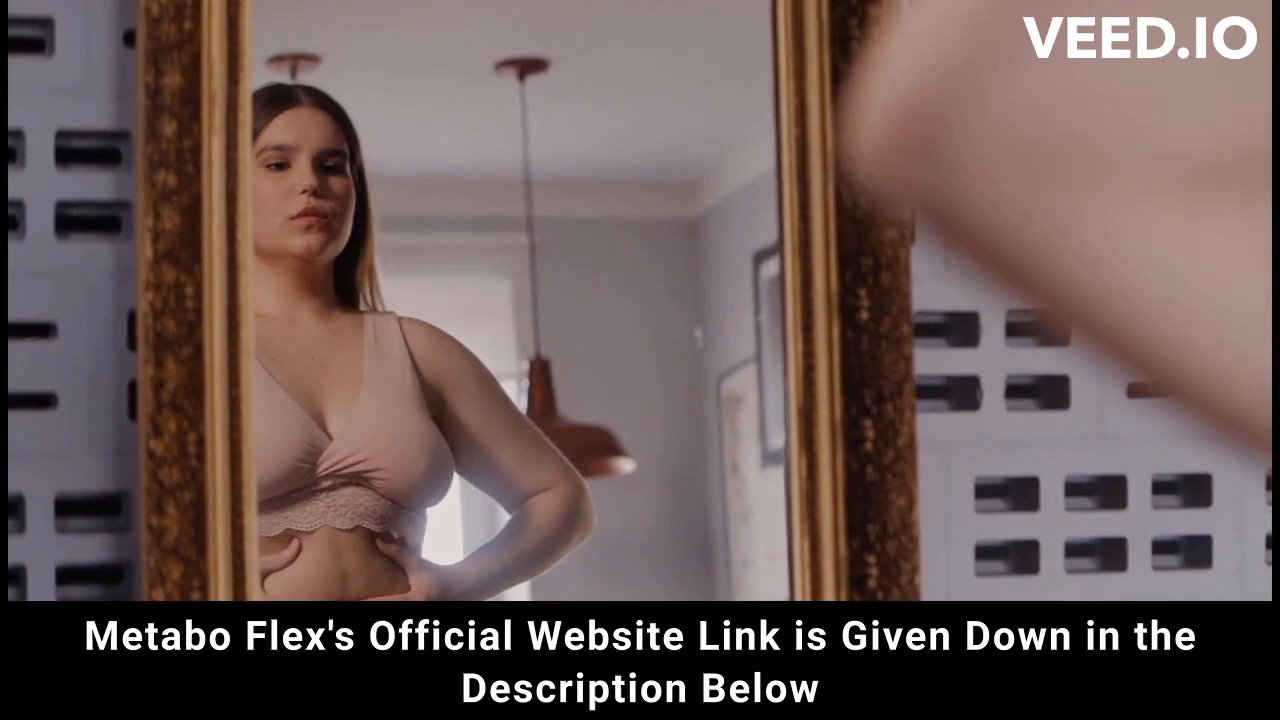 VEED.IO
Metabo Flex's Official Website Link is Given Down in the
Description Below